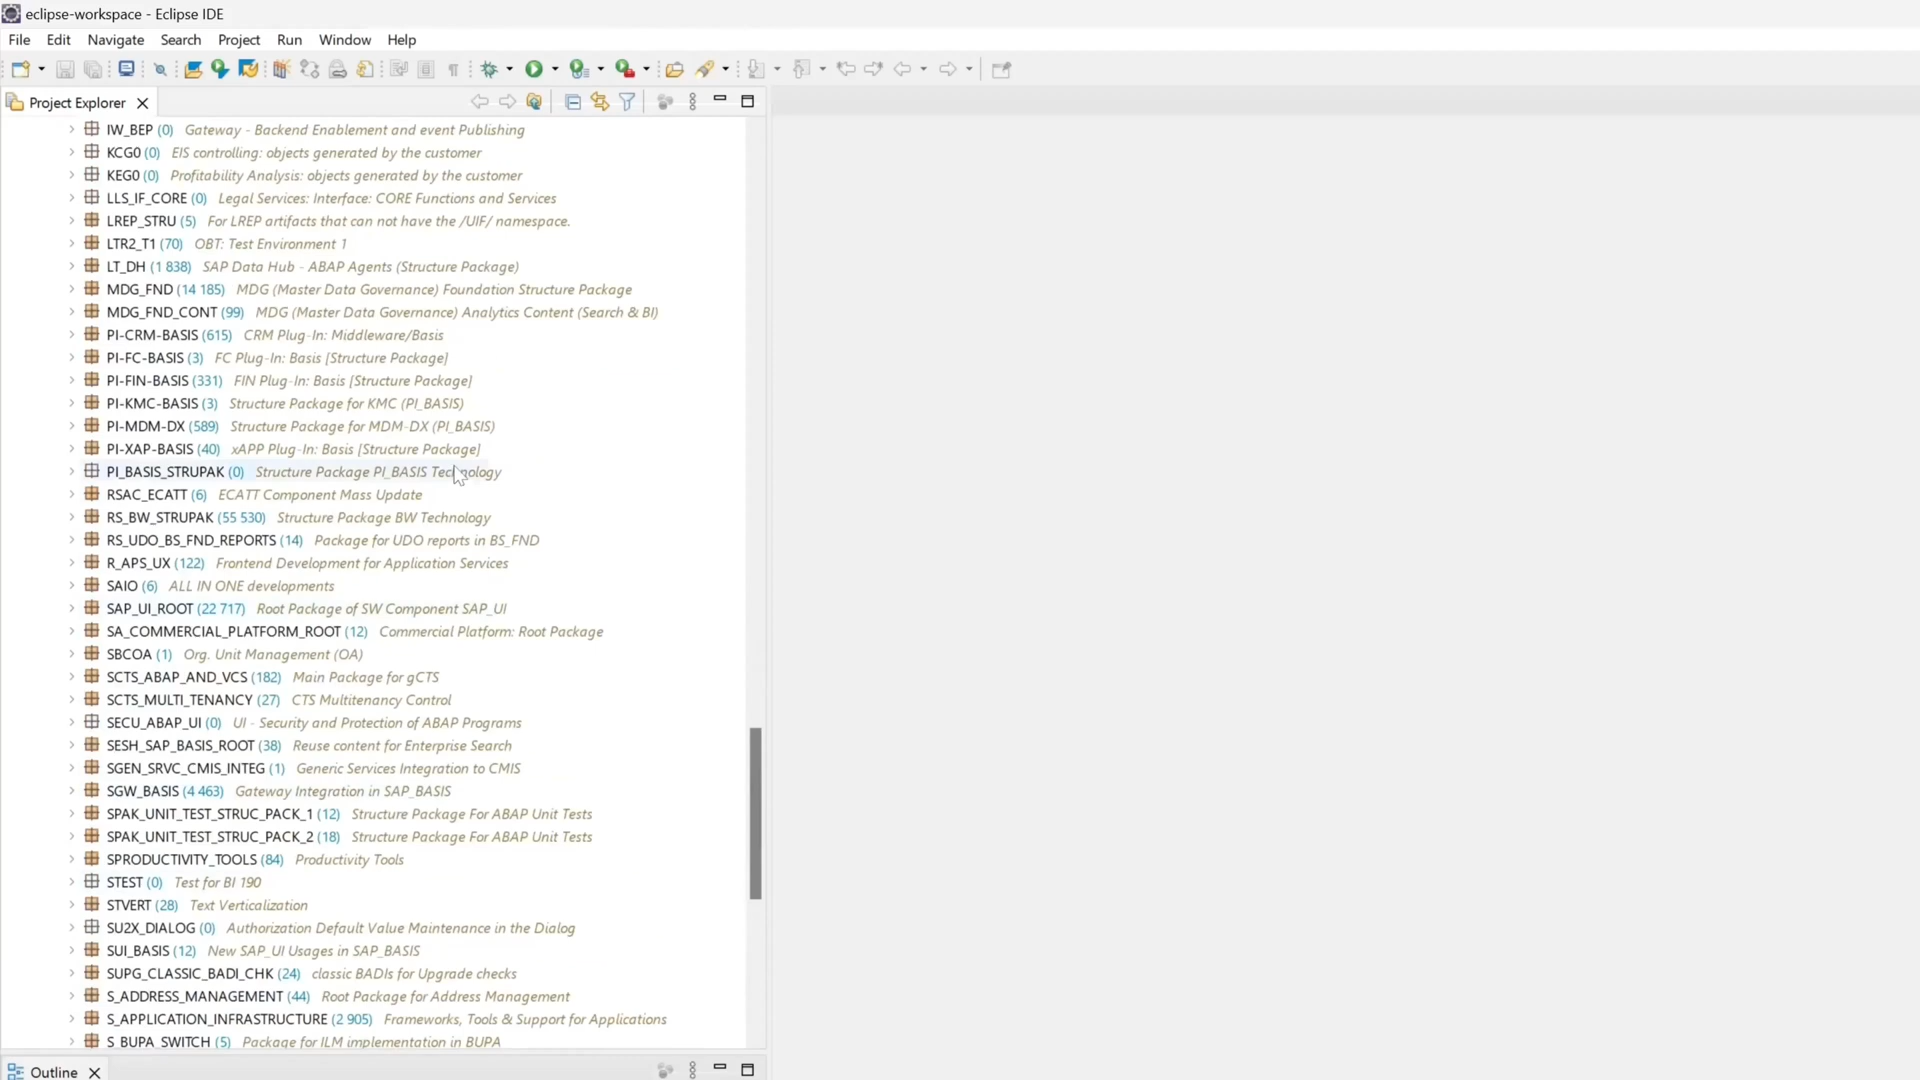 eclipse-workspace - Eclipse IDE
File Edit Navigate Search Project Run Window Help
Project Explorer
IW_BEP (0) Gateway - Backend Enablement and event Publishing
KCG0 (0) EIS controlling: objects generated by the customer
KEG0 (0) Profitability Analysis: objects generated by the customer
LLS_IF_CORE (0) Legal Services: Interface: CORE Functions and Services
LREP_STRU (5) For LREP artifacts that can not have the /UIF/ namespace.
LTR2_T1 (70) OBT: Test Environment 1
LT_DH (1 838) SAP Data Hub - ABAP Agents (Structure Package)
MDG_FND (14 185) MDG (Master Data Governance) Foundation Structure Package
MDG_FND_CONT (99) MDG (Master Data Governance) Analytics Content (Search & BI)
PI-CRM-BASIS (615) CRM Plug-In: Middleware/Basis
PI-FC-BASIS (3) FC Plug-In: Basis [Structure Package]
PI-FIN-BASIS (331) FIN Plug-In: Basis [Structure Package]
PI-KMC-BASIS (3) Structure Package for KMC (PI_BASIS)
PI-MDM-DX (589) Structure Package for MDM-DX (PI_BASIS)
PI-XAP-BASIS (40) xAPP Plug-In: Basis [Structure Package]
PI_BASIS_STRUPAK (0) Structure Package PI_BASIS Technology
RSAC_ECATT (6) ECATT Component Mass Update
RS_BW_STRUPAK (55 530) Structure Package BW Technology
RS_UDO_BS_FND_REPORTS (14) Package for UDO reports in BS_FND
R_APS_UX (122) Frontend Development for Application Services
SAIO (6) ALL IN ONE developments
SAP_UI_ROOT (22 717) Root Package of SW Component SAP_UI
SA_COMMERCIAL_PLATFORM_ROOT (12) Commercial Platform: Root Package
SBCOA (1) Org. Unit Management (OA)
SCTS_ABAP_AND_VCS (182) Main Package for gCTS
SCTS_MULTI_TENANCY (27) CTS Multitenancy Control
SECU_ABAP_UI (0) UI - Security and Protection of ABAP Programs
SESH_SAP_BASIS_ROOT (38) Reuse content for Enterprise Search
SGEN_SRVC_CMIS_INTEG (1) Generic Services Integration to CMIS
SGW_BASIS (4 463) Gateway Integration in SAP_BASIS
SPAK_UNIT_TEST_STRUC_PACK_1 (12) Structure Package For ABAP Unit Tests
SPAK_UNIT_TEST_STRUC_PACK_2 (18) Structure Package For ABAP Unit Tests
SPRODUCTIVITY_TOOLS (84) Productivity Tools
STEST (0) Test for BI 190
STVERT (28) Text Verticalization
SU2X_DIALOG (0) Authorization Default Value Maintenance in the Dialog
SUI_BASIS (12) New SAP_UI Usages in SAP_BASIS
SUPG_CLASSIC_BADI_CHK (24) classic BADIs for Upgrade checks
S_ADDRESS_MANAGEMENT (44) Root Package for Address Management
S_APPLICATION_INFRASTRUCTURE (2 905) Frameworks, Tools & Support for Applications
S_BUPA_SWITCH (5) Package for ILM implementation in BUPA
Outline